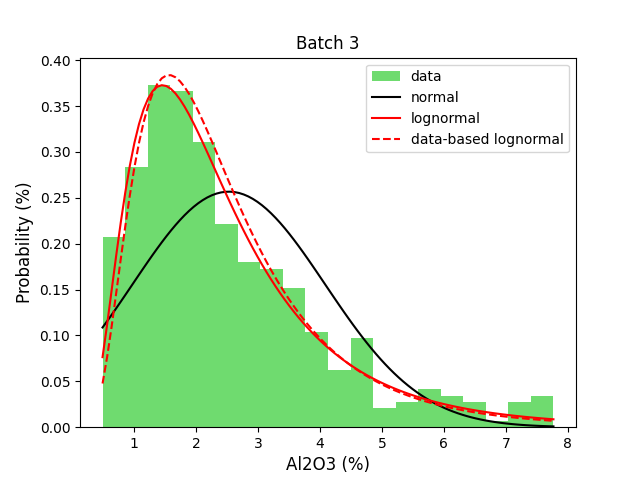 Batch 3
data
normal
lognormal
data-based lognormal
Probability (%)
0.40
0.35
0.30
0.25
0.20
0.15
0.10
0.05
0.00
1 2 3 4 5 6 7 8
Al2O3 (%)